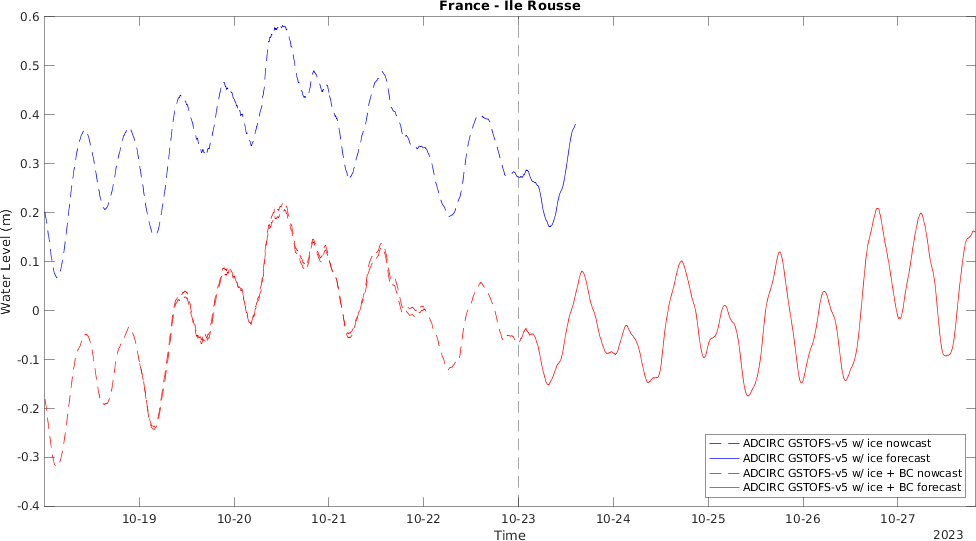 France - Ile Rousse
0.6
0.5
0.4
0.3
0.2
0.1
0
-0.1
-0.2
-0.3
-0.4
Water Level (m)
ADCIRC GSTOFS-v5 w/ ice nowcast
ADCIRC GSTOFS-v5 w/ ice forecast
ADCIRC GSTOFS-v5 w/ ice + BC nowcast
ADCIRC GSTOFS-v5 w/ ice + BC forecast
10-19 10-20 10-21 10-22 10-23 10-24 10-25 10-26 10-27
Time
2023